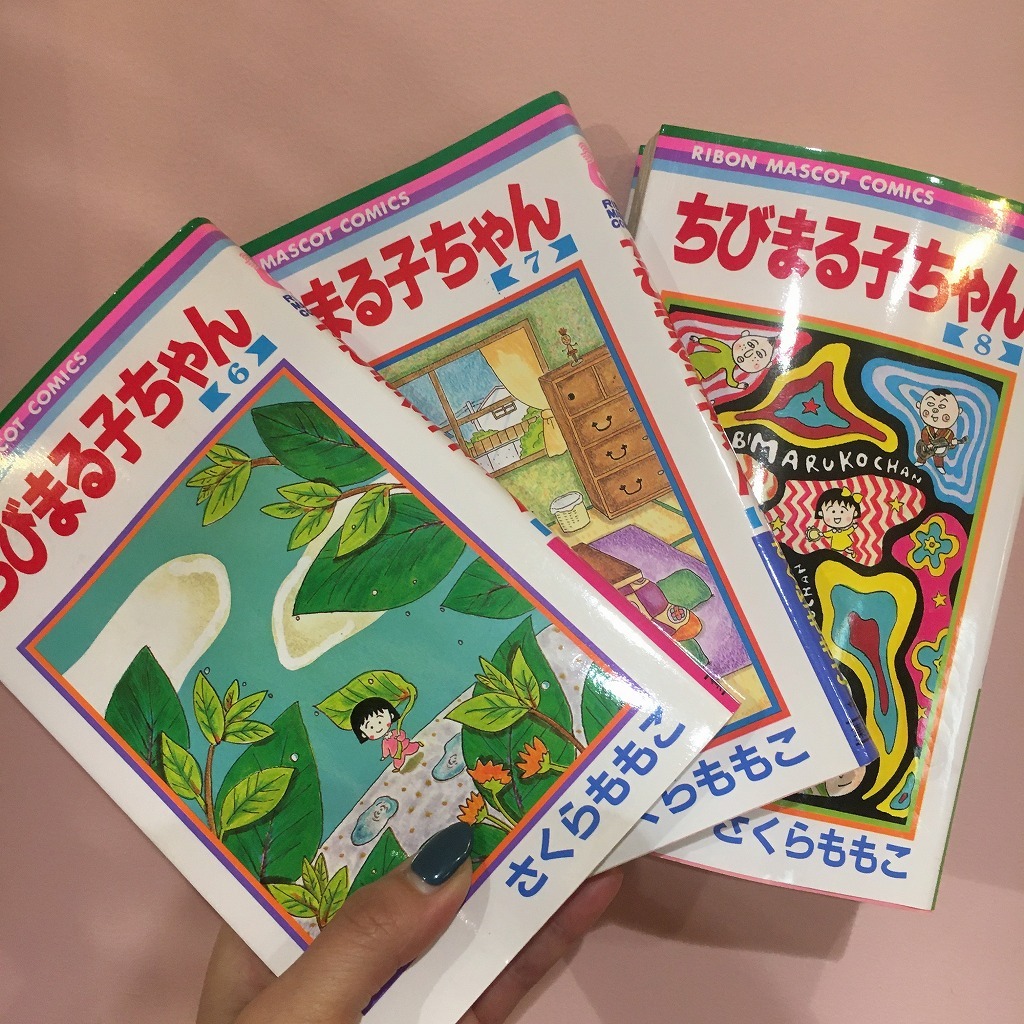 COT COMICS
びまる子ちゃん
6
さくらももこ
MASCOT COMICS
まる子ちゃん
7
らももこ
RIBON MASCOT COMICS
ちびまる子ちゃん
8
BIMARUKOCHAN
CHAN
さくらももこ